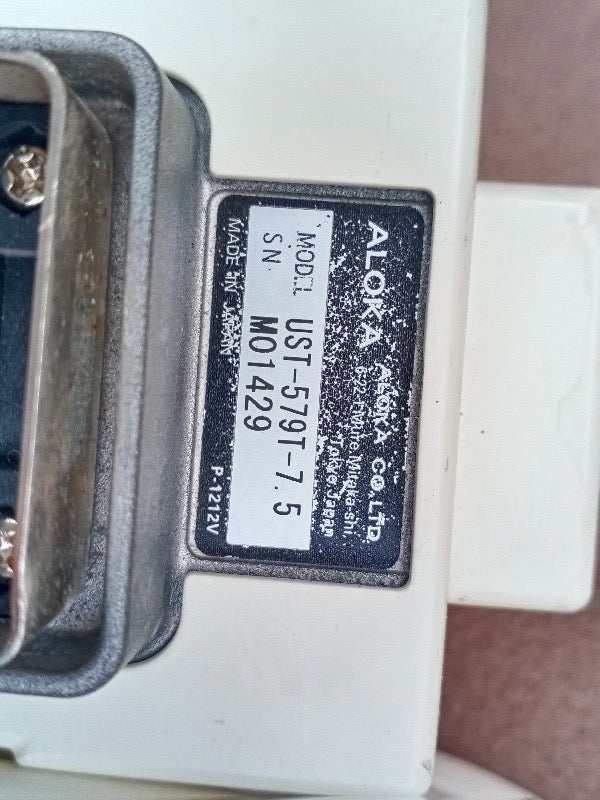 ALOKA ALOKA CO.,LTD
6-22-1 Mure, Mitaka-shi,
Tokyo, Japan
MODEL UST-579T-7.5
SN M01429
MADE IN JAPAN P-1212V